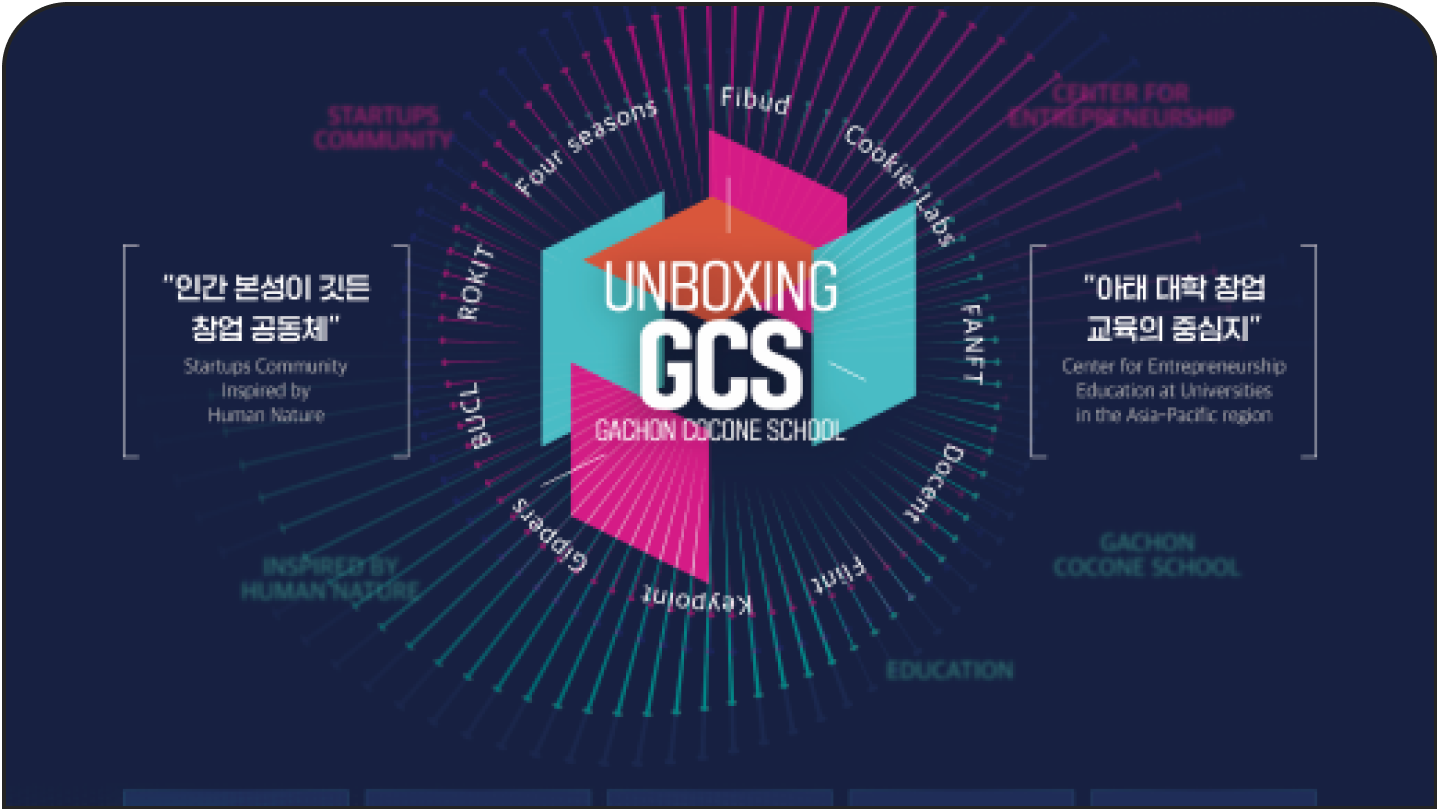 Fibud
Cookie-Labs
FANFT
Docent
Flint
Keypoint
Gippers
BUCL
ROKIT
Four seasons
STARTUPS
COMMUNITY
CENTER FOR
ENTREPRENEURSHIP
"인간 본성이 깃든
창업 공동체"
Startups Community
Inspired by
Human Nature
UNBOXING
GCS
GACHON COCONE SCHOOL
"아태 대학 창업
교육의 중심지"
Center for Entrepreneurship
Education at Universities
in the Asia-Pacific region
INSPIRED BY
HUMAN NATURE
GACHON
COCONE SCHOOL
EDUCATION